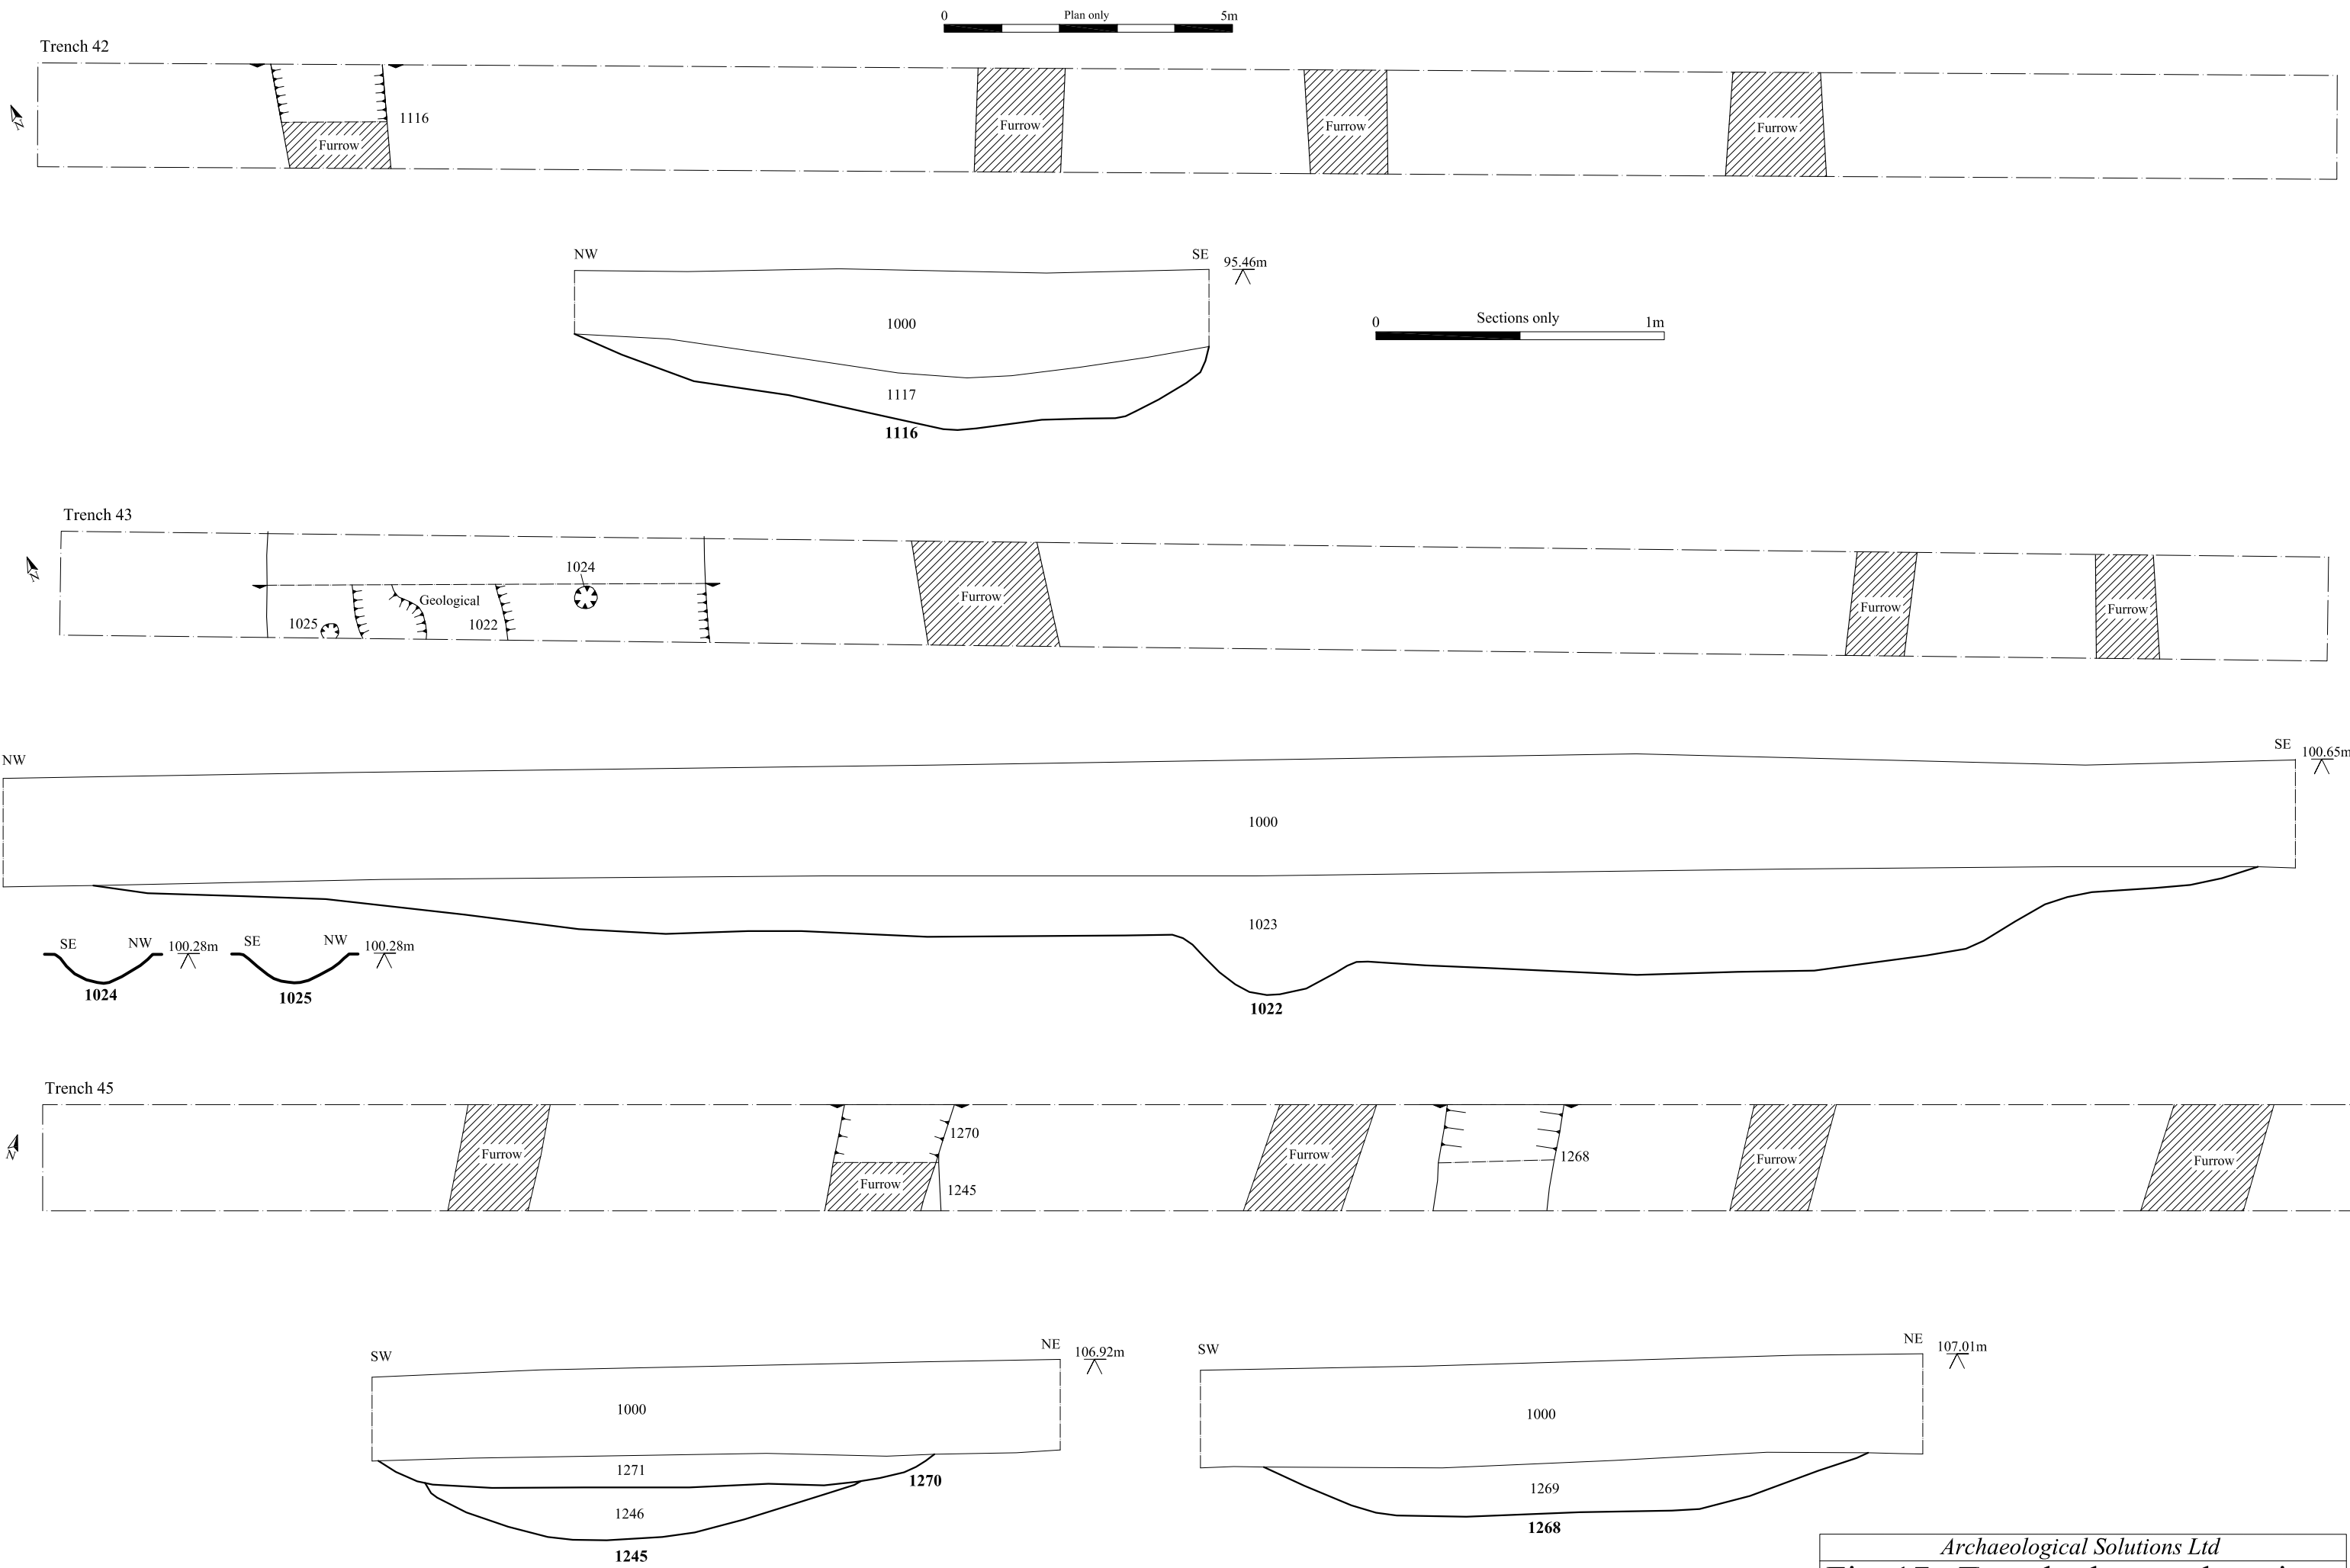 0 Plan only 5m
Trench 42
N
1116
Furrow
Furrow
Furrow
Furrow
NW SE 95.46m
1000
0 Sections only 1m
1117
1116
Trench 43
N
1024
Geological
1025
1022
Furrow
Furrow
Furrow
NW SE 100.65m
1000
1023
SE NW 100.28m SE NW 100.28m
1024 1025
1022
Trench 45
N
Furrow
1270
Furrow
1245
Furrow
1268
Furrow
Furrow
SW NE 106.92m SW NE 107.01m
1000 1000
1271
1270
1269
1246
1268
1245
Archaeological Solutions Ltd